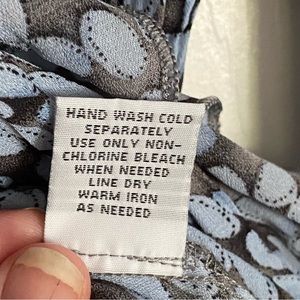 HAND WASH COLD
SEPARATELY
USE ONLY NON-
CHLORINE BLEACH
WHEN NEEDED
LINE DRY
WARM IRON
AS NEEDED